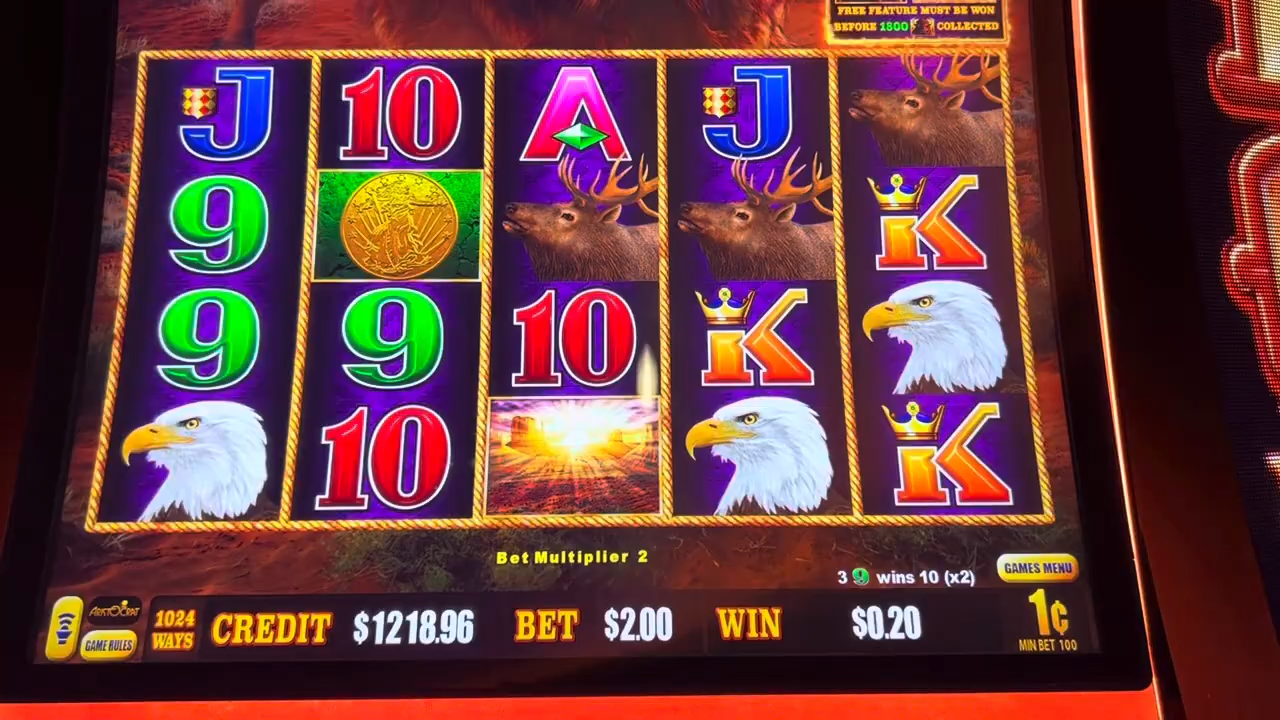 FREE FEATURE MUST BE WON
BEFORE 1800 COLLECTED
J 10 A J
9 K
9 9 10 K
10 K
Bet Multiplier 2
3 9 wins 10 (x2)
GAMES MENU
ARISTOCRAT
GAME RULES
1024 WAYS
CREDIT $1218.96 BET $2.00 WIN $0.20
1¢
MIN BET 100